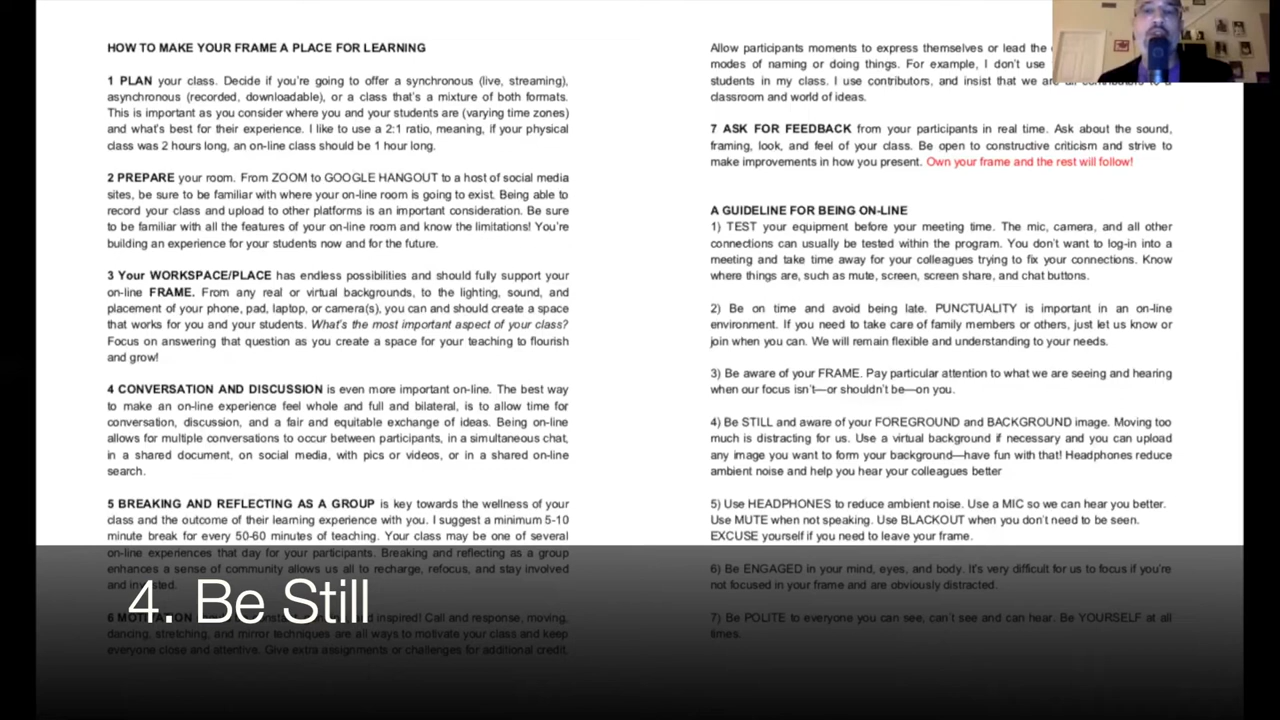 HOW TO MAKE YOUR FRAME A PLACE FOR LEARNING
1 PLAN your class. Decide if you're going to offer a synchronous (live, streaming),
asynchronous (recorded, downloadable), or a class that's a mixture of both formats.
This is important as you consider where you and your students are (varying time zones)
and what's best for their experience. I like to use a 2:1 ratio, meaning, if your physical
class was 2 hours long, an on-line class should be 1 hour long.
2 PREPARE your room. From ZOOM to GOOGLE HANGOUT to a host of social media
sites, be sure to be familiar with where your on-line room is going to exist. Being able to
record your class and upload to other platforms is an important consideration. Be sure
to be familiar with all the features of your on-line room and know the limitations! You're
building an experience for your students now and for the future.
3 Your WORKSPACE/PLACE has endless possibilities and should fully support your
on-line FRAME. From any real or virtual backgrounds, to the lighting, sound, and
placement of your phone, pad, laptop, or camera(s), you can and should create a space
that works for you and your students. What's the most important aspect of your class?
Focus on answering that question as you create a space for your teaching to flourish
and grow!
4 CONVERSATION AND DISCUSSION is even more important on-line. The best way
to make an on-line experience feel whole and full and bilateral, is to allow time for
conversation, discussion, and a fair and equitable exchange of ideas. Being on-line
allows for multiple conversations to occur between participants, in a simultaneous chat,
in a shared document, on social media, with pics or videos, or in a shared on-line
search.
5 BREAKING AND REFLECTING AS A GROUP is key towards the wellness of your
class and the outcome of their learning experience with you. I suggest a minimum 5-10
minute break for every 50-60 minutes of teaching. Your class may be one of several
on-line experiences that day for your participants. Breaking and reflecting as a group
enhances a sense of community allows us all to recharge, refocus, and stay involved
and invested.
6 inspired! Call and response, moving,
dancing, stretching, and mirror techniques are all ways to motivate your class and keep
everyone close and attentive. Give extra assignments or challenges for additional credit.
4. Be Still
Allow participants moments to express themselves or lead the
modes of naming or doing things. For example, I don't use
students in my class. I use contributors, and insist that we are
classroom and world of ideas.
7 ASK FOR FEEDBACK from your participants in real time. Ask about the sound,
framing, look, and feel of your class. Be open to constructive criticism and strive to
make improvements in how you present. Own your frame and the rest will follow!
A GUIDELINE FOR BEING ON-LINE
1) TEST your equipment before your meeting time. The mic, camera, and all other
connections can usually be tested within the program. You don't want to log-in into a
meeting and take time away for your colleagues trying to fix your connections. Know
where things are, such as mute, screen, screen share, and chat buttons.
2) Be on time and avoid being late. PUNCTUALITY is important in an on-line
environment. If you need to take care of family members or others, just let us know or
join when you can. We will remain flexible and understanding to your needs.
3) Be aware of your FRAME. Pay particular attention to what we are seeing and hearing
when our focus isn't—or shouldn't be—on you.
4) Be STILL and aware of your FOREGROUND and BACKGROUND image. Moving too
much is distracting for us. Use a virtual background if necessary and you can upload
any image you want to form your background—have fun with that! Headphones reduce
ambient noise and help you hear your colleagues better
5) Use HEADPHONES to reduce ambient noise. Use a MIC so we can hear you better.
Use MUTE when not speaking. Use BLACKOUT when you don't need to be seen.
EXCUSE yourself if you need to leave your frame.
6) Be ENGAGED in your mind, eyes, and body. It's very difficult for us to focus if you're
not focused in your frame and are obviously distracted.
7) Be POLITE to everyone you can see, can't see and can hear. Be YOURSELF at all
times.